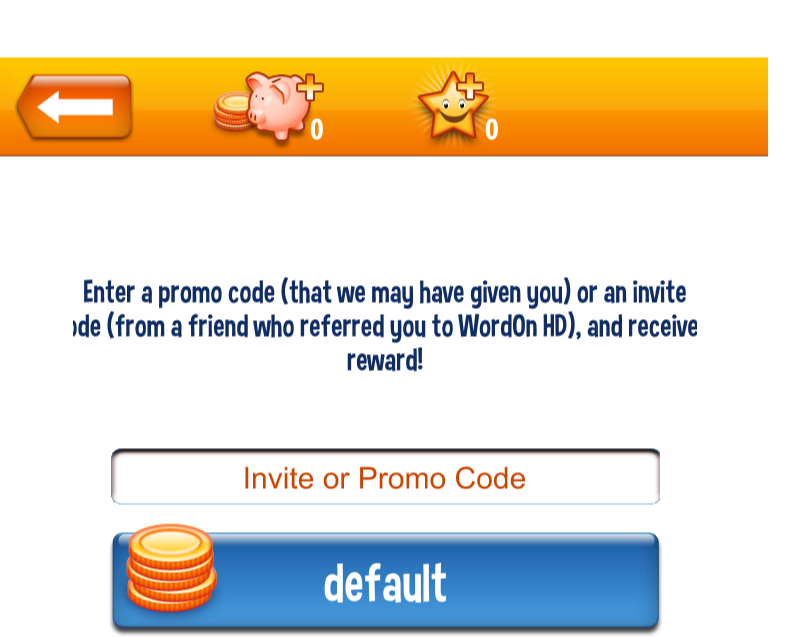 0
0
Enter a promo code (that we may have given you) or an invite
ode (from a friend who referred you to WordOn HD), and receive
reward!
Invite or Promo Code
default